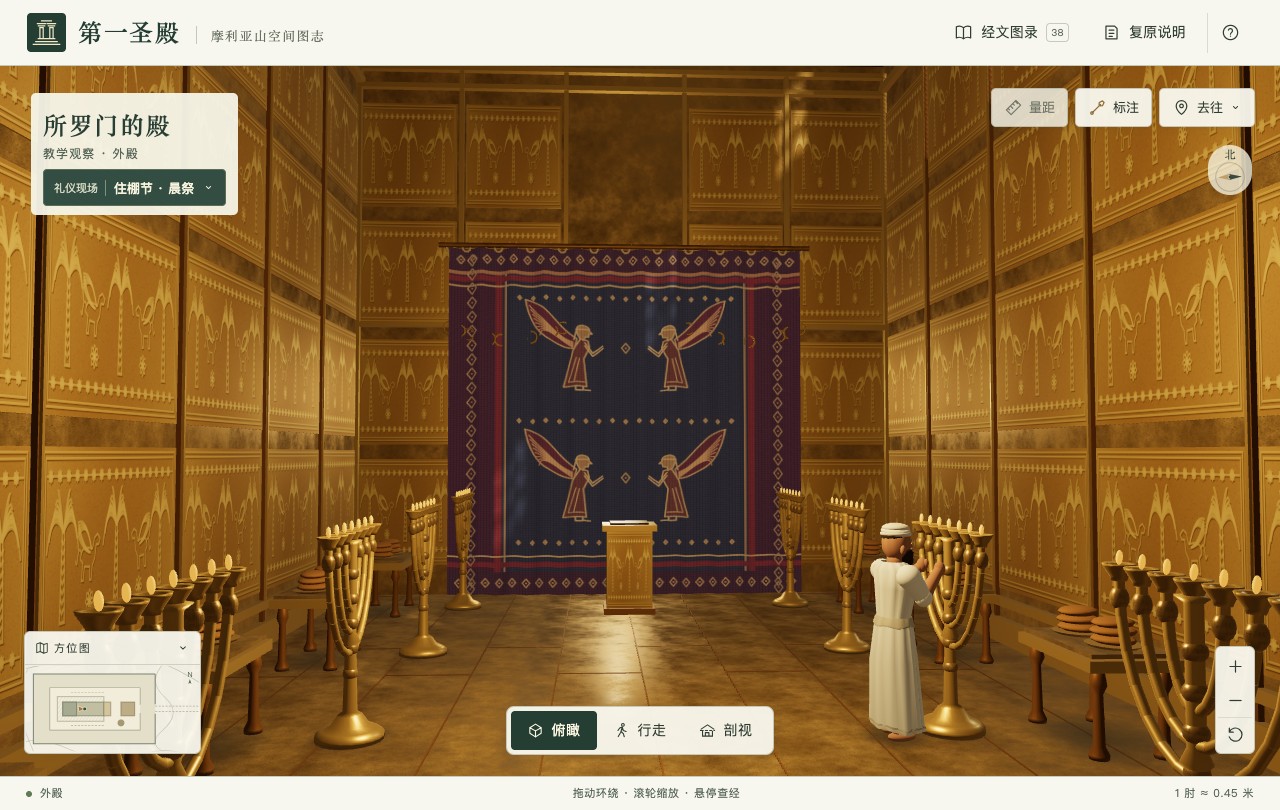 第一圣殿
摩利亚山空间图志
经文图录 38
复原说明
所罗门的殿
教学观察 · 外殿
礼仪现场 住棚节 · 晨祭
量距
标注
去往
北
方位图
N
俯瞰
行走
剖视
外殿
拖动环绕 · 滚轮缩放 · 悬停查经
1 肘 ≈ 0.45 米